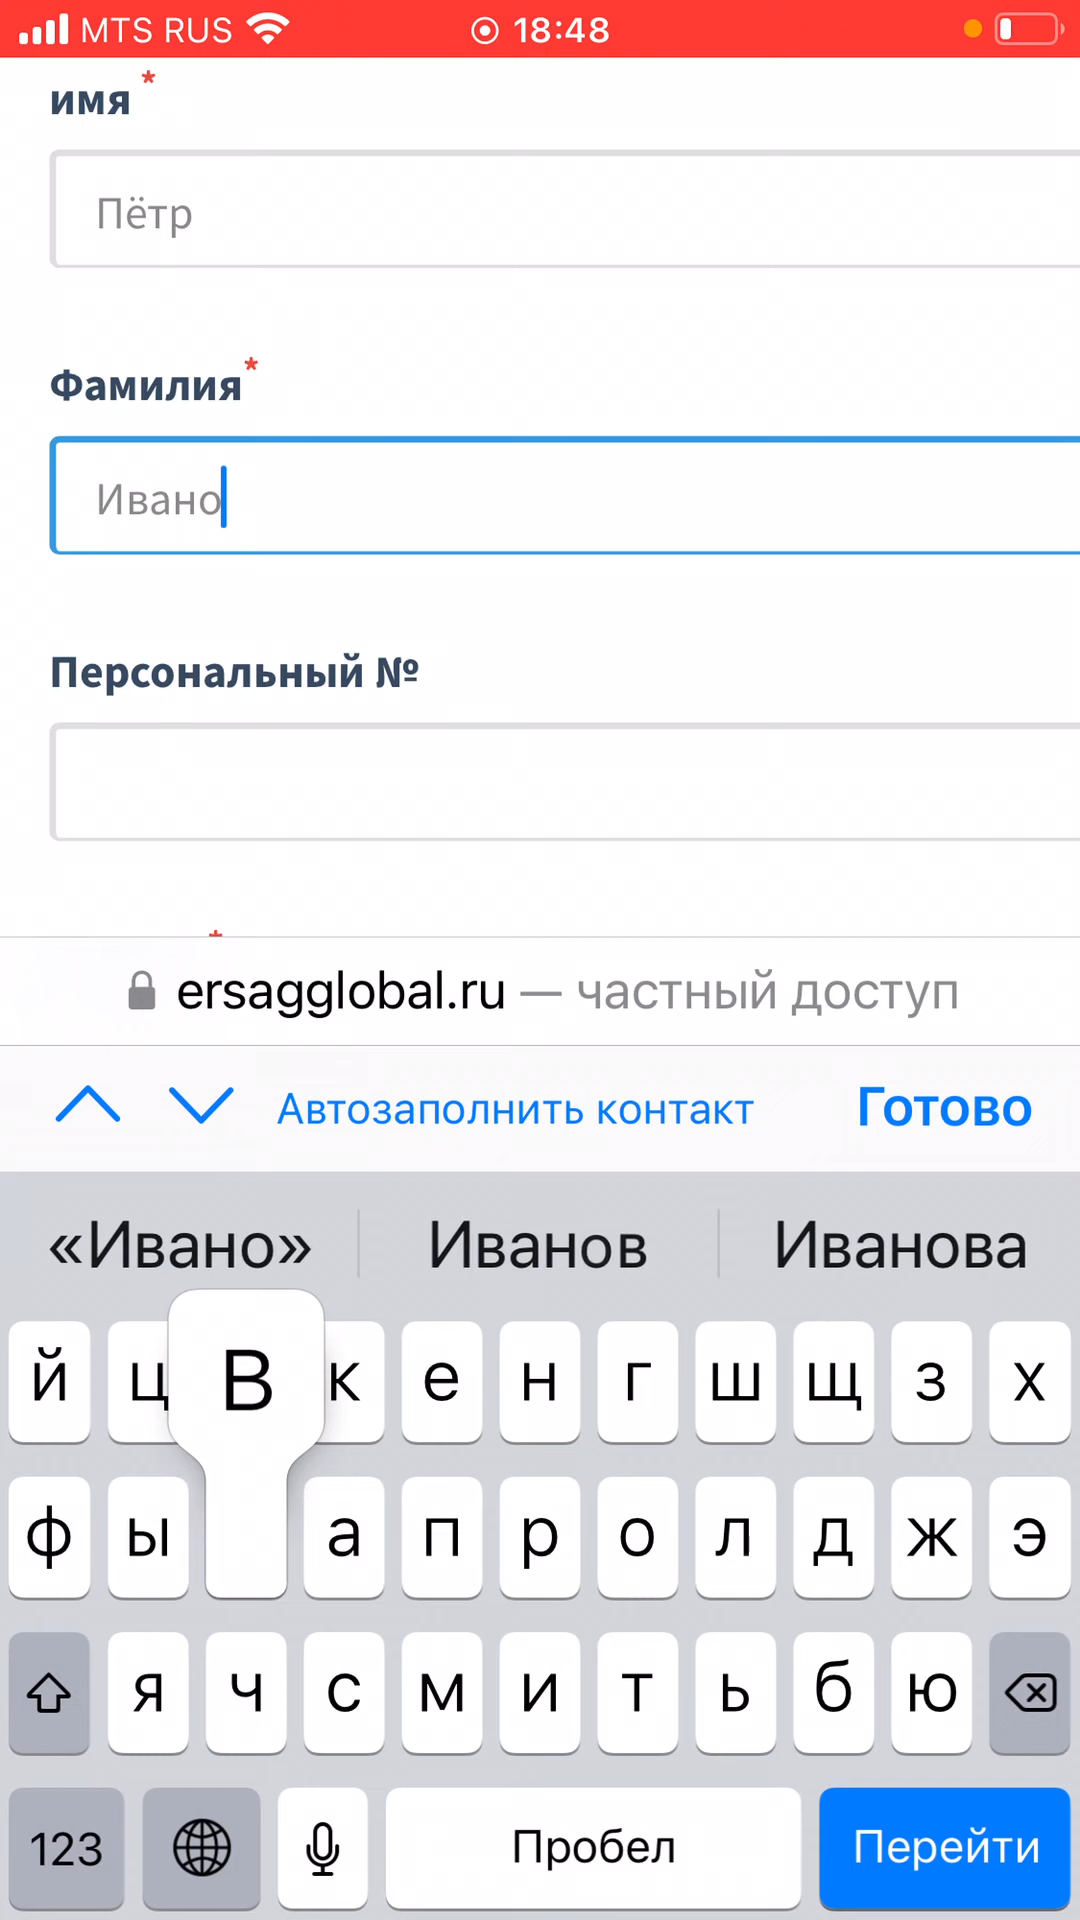 MTS RUS 18:48
имя *
Пётр
Фамилия*
Ивано
Персональный №
*
ersagglobal.ru — частный доступ
Автозаполнить контакт Готово
«Ивано» Иванов Иванова
й ц В к е н г ш щ з х
ф ы а п р о л д ж э
я ч с м и т ь б ю
123 Пробел Перейти